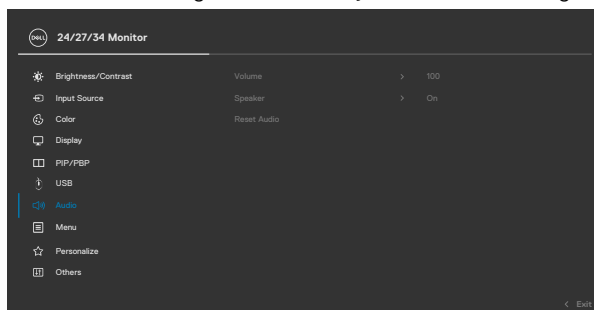 DELL 24/27/34 Monitor
Brightness/Contrast Volume > 100
Input Source Speaker > On
Color Reset Audio
Display
PIP/PBP
USB
Audio
Menu
Personalize
Others
< Exit